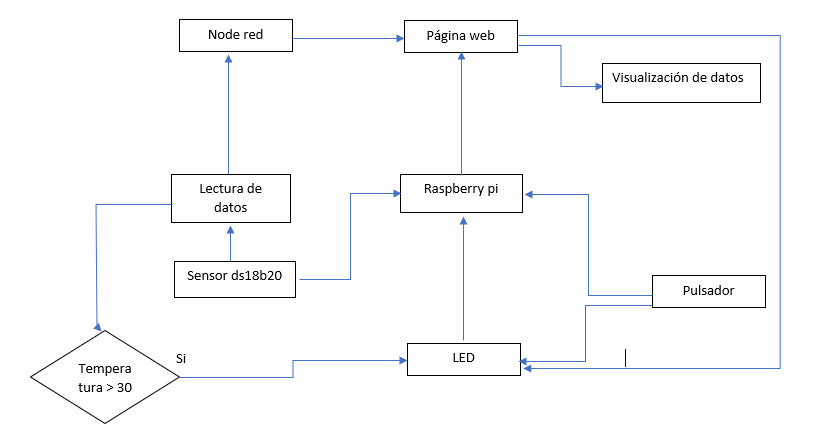 Node red
Página web
Visualización de datos
Lectura de
datos
Raspberry pi
Sensor ds18b20
Pulsador
Si
LED
Tempera
tura > 30